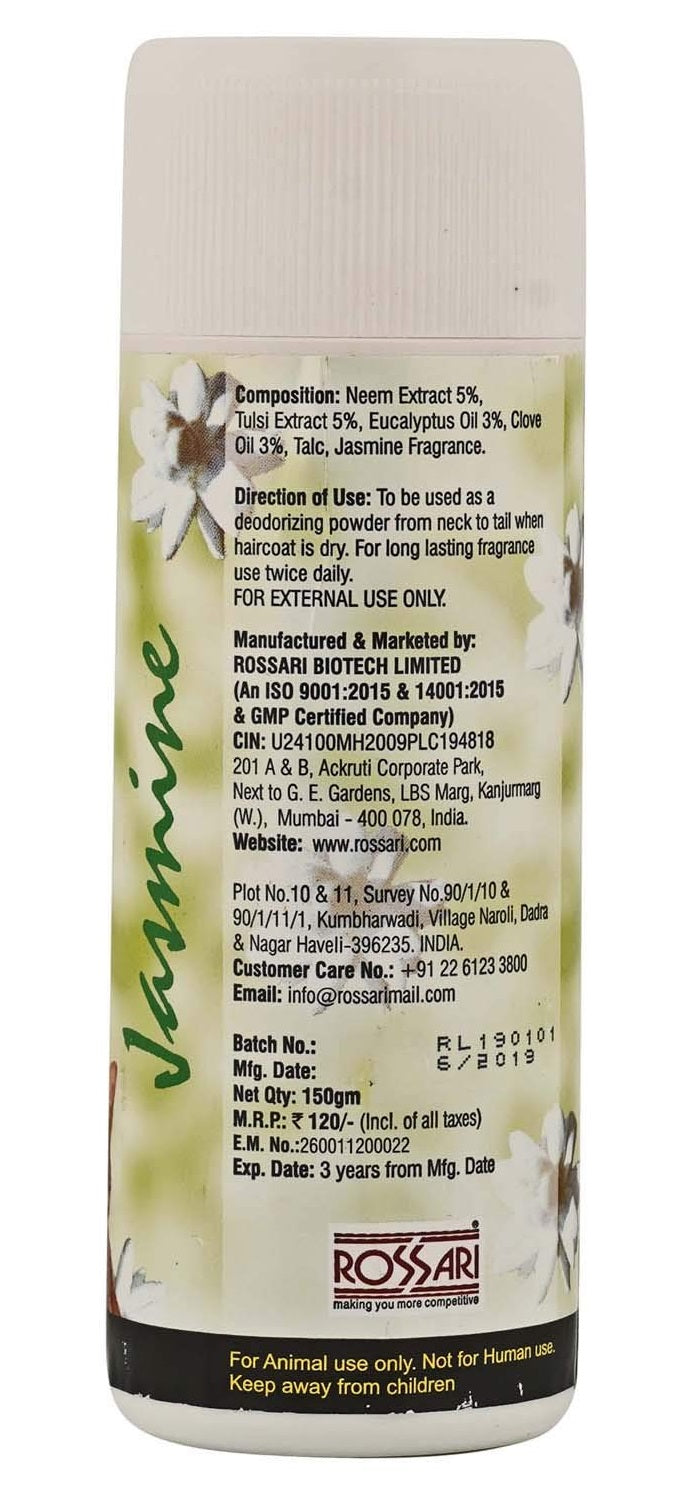 Composition: Neem Extract 5%,
Tulsi Extract 5%, Eucalyptus Oil 3%, Clove
Oil 3%, Talc, Jasmine Fragrance.
Direction of Use: To be used as a
deodorizing powder from neck to tail when
haircoat is dry. For long lasting fragrance
use twice daily.
FOR EXTERNAL USE ONLY.
Manufactured & Marketed by:
ROSSARI BIOTECH LIMITED
(An ISO 9001:2015 & 14001:2015
& GMP Certified Company)
CIN: U24100MH2009PLC194818
201 A & B, Ackruti Corporate Park,
Next to G. E. Gardens, LBS Marg, Kanjurmarg
(W.), Mumbai - 400 078, India.
Website: www.rossari.com
Plot No.10 & 11, Survey No.90/1/10 &
90/1/11/1, Kumbharwadi, Village Naroli, Dadra
& Nagar Haveli-396235. INDIA.
Customer Care No.: +91 22 6123 3800
Email: info@rossarimail.com
Batch No.: RL190101
Mfg. Date: 6/2019
Net Qty: 150gm
M.R.P.: ₹ 120/- (Incl. of all taxes)
E.M. No.:260011200022
Exp. Date: 3 years from Mfg. Date
Jasmine
ROSSARI®
making you more competitive
For Animal use only. Not for Human use.
Keep away from children